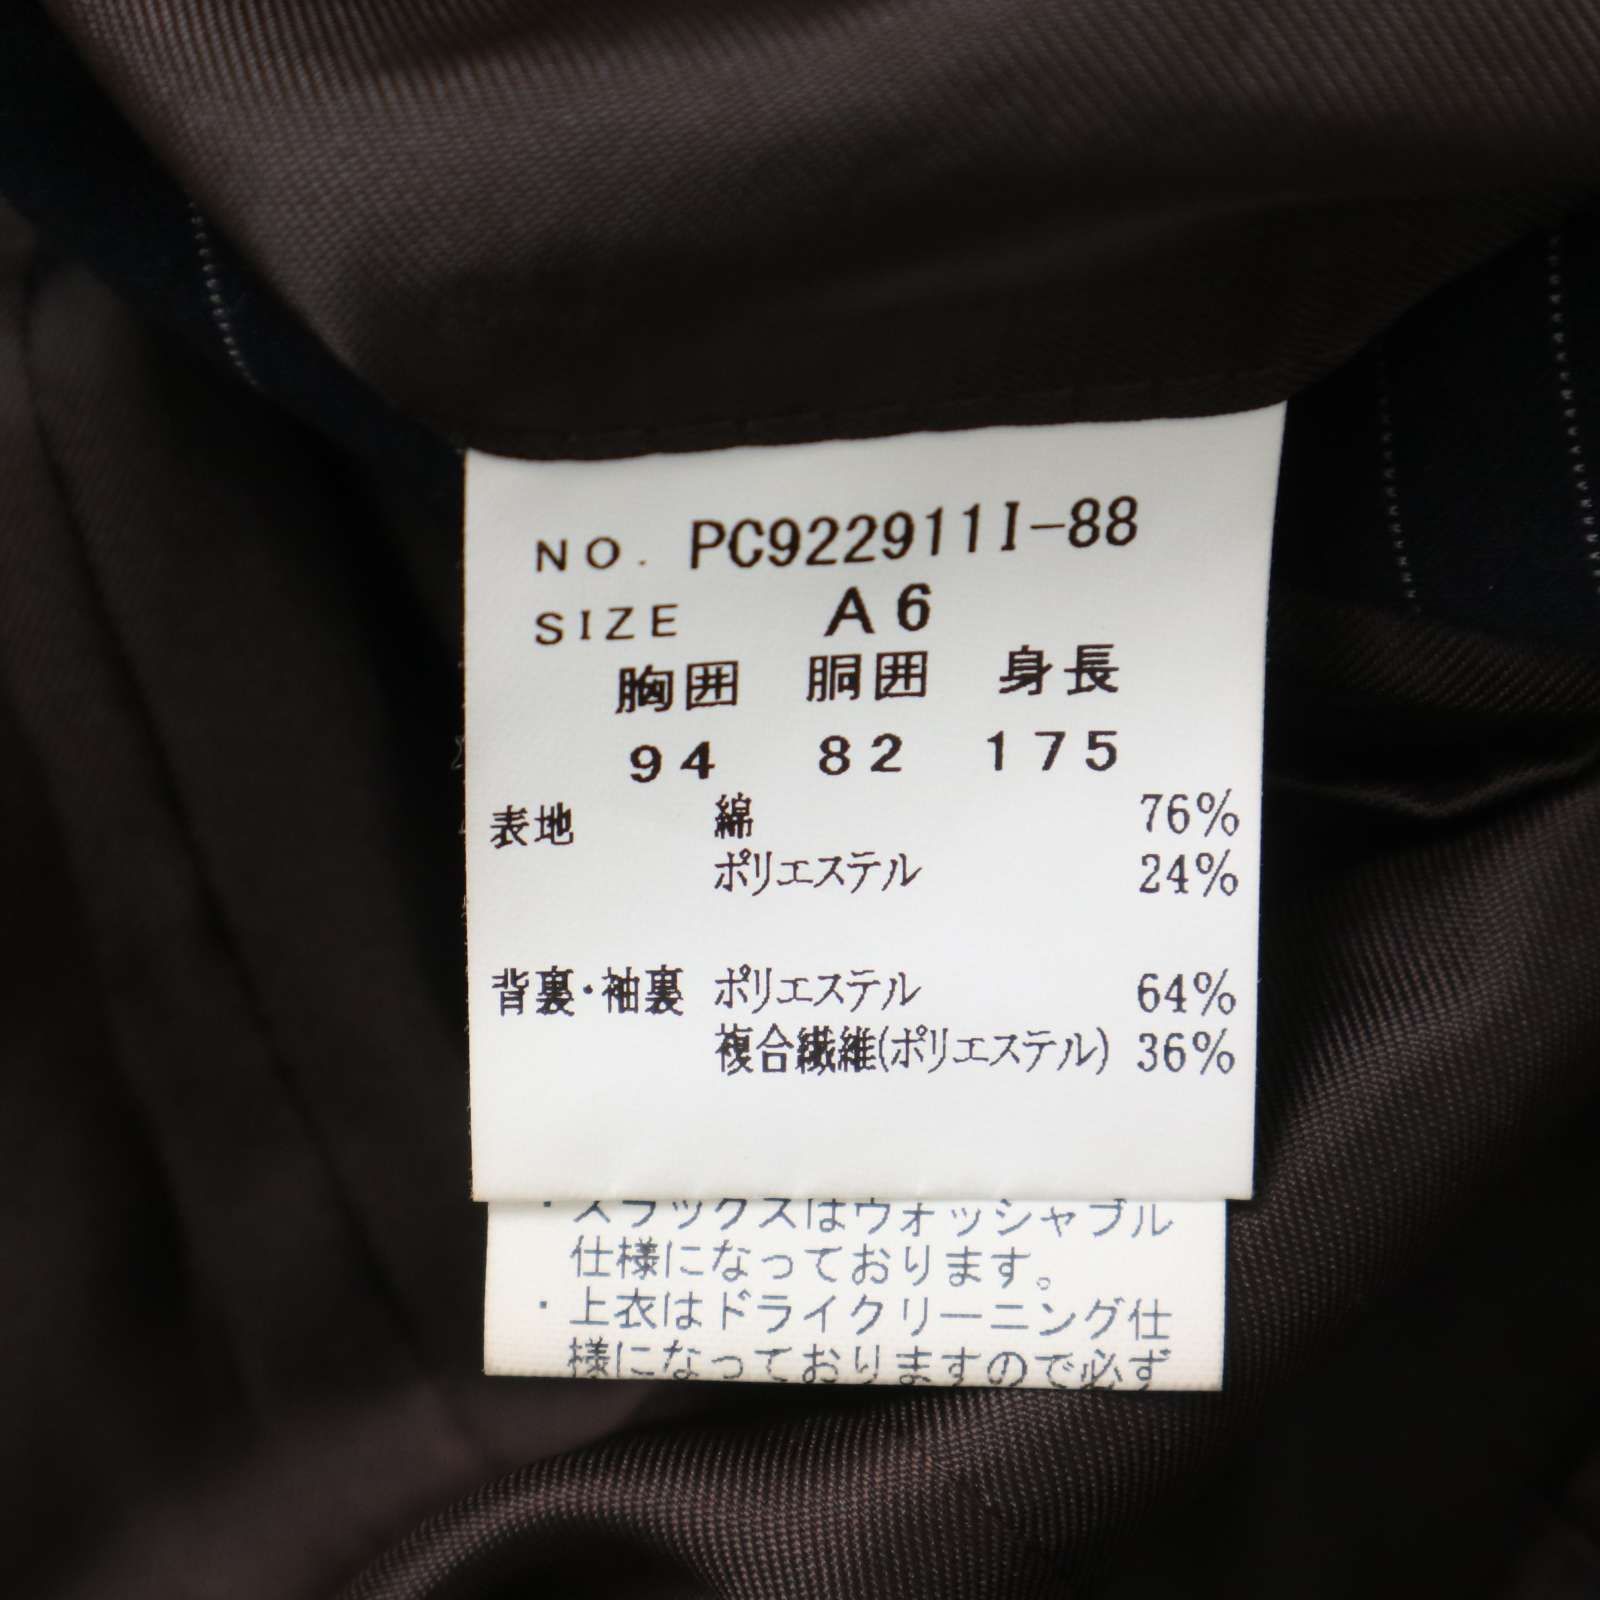 NO. PC922911I-88
SIZE A6
胸囲 胴囲 身長
94 82 175
表地 綿 76%
ポリエステル 24%
背裏・袖裏 ポリエステル 64%
複合繊維(ポリエステル) 36%
・スラックスはウォッシャブル
仕様になっております。
・上衣はドライクリーニング仕
様になっておりますので必ず